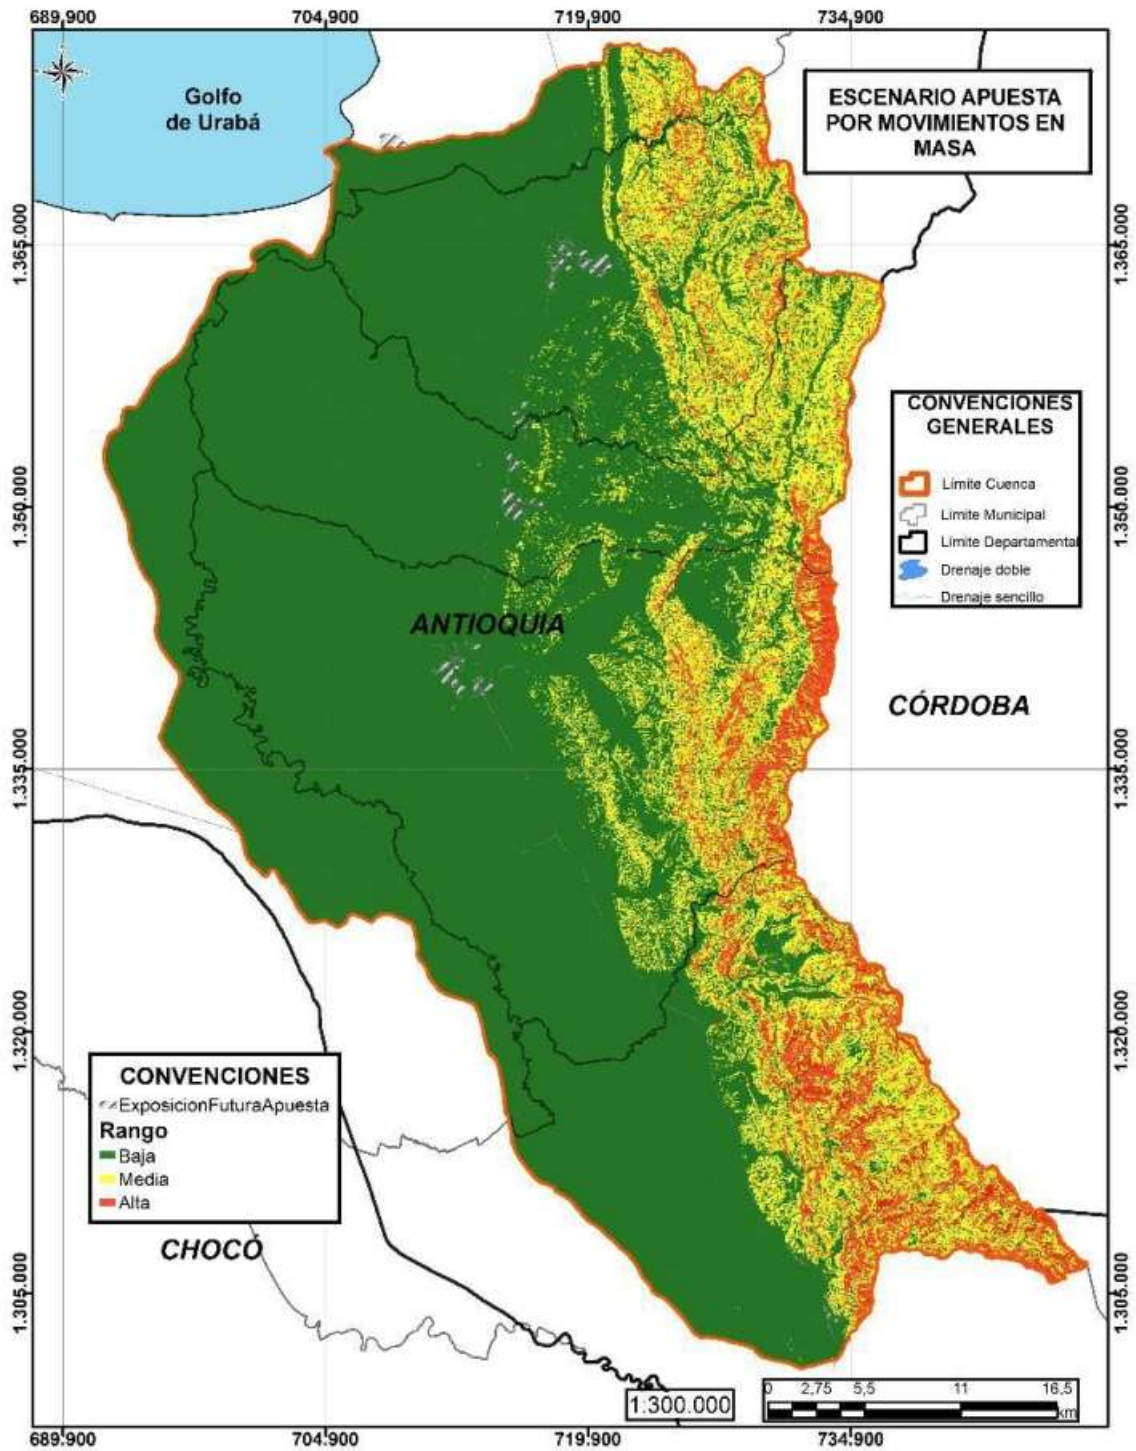 689,900 704,900 719,900 734,900
Golfo
de Urabá
ESCENARIO APUESTA
POR MOVIMIENTOS EN
MASA
1.365.000 1.365.000
CONVENCIONES
GENERALES
Límite Cuenca
Límite Municipal
Límite Departamental
Drenaje doble
Drenaje sencillo
1.350.000 1.350.000
ANTIOQUIA
CÓRDOBA
1.335.000 1.335.000
1.320.000 1.320.000
CONVENCIONES
ExposicionFuturaApuesta
Rango
Baja
Media
Alta
CHOCÓ
1.305.000 1.305.000
1:300.000
0 2,75 5,5 11 16,5
km
689,900 704,900 719,900 734,900